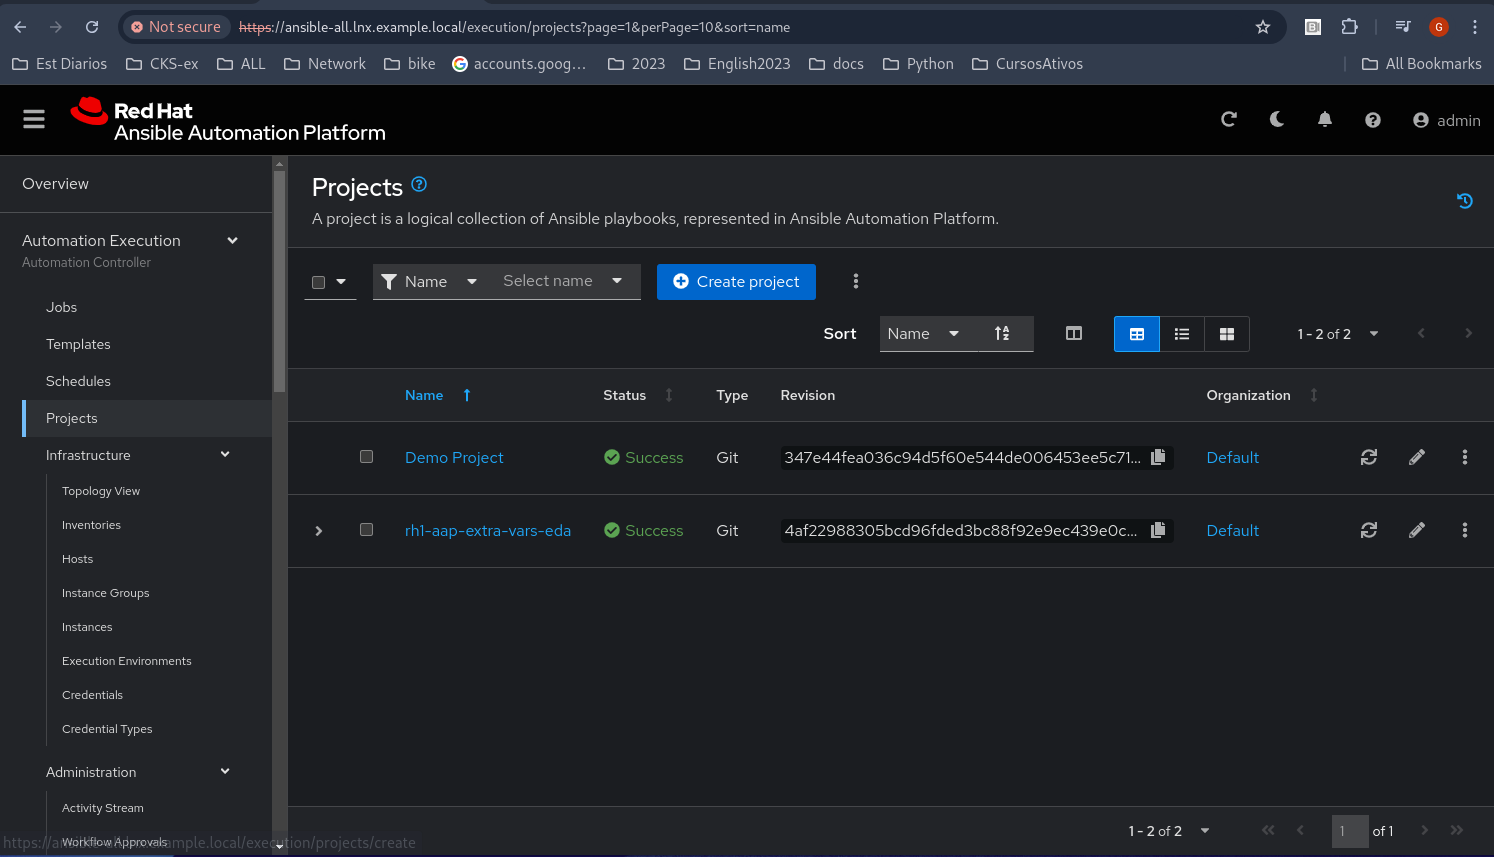 Not secure https://ansible-all.lnx.example.local/execution/projects?page=1&perPage=10&sort=name G
Est Diarios CKS-ex ALL Network bike accounts.goog... 2023 English2023 docs Python CursosAtivos All Bookmarks
Red Hat
Ansible Automation Platform
admin
Overview
Automation Execution
Automation Controller
Jobs
Templates
Schedules
Projects
Infrastructure
Topology View
Inventories
Hosts
Instance Groups
Instances
Execution Environments
Credentials
Credential Types
Administration
Activity Stream
Workflow Approvals
https://ansible-all.lnx.example.local/execution/projects/create
Projects
A project is a logical collection of Ansible playbooks, represented in Ansible Automation Platform.
Name Select name Create project
Sort Name 1 - 2 of 2
Name Status Type Revision Organization
Demo Project Success Git 347e44fea036c94d5f60e544de006453ee5c71... Default
rh1-aap-extra-vars-eda Success Git 4af22988305bcd96fded3bc88f92e9ec439e0c... Default
1 - 2 of 2 1 of 1